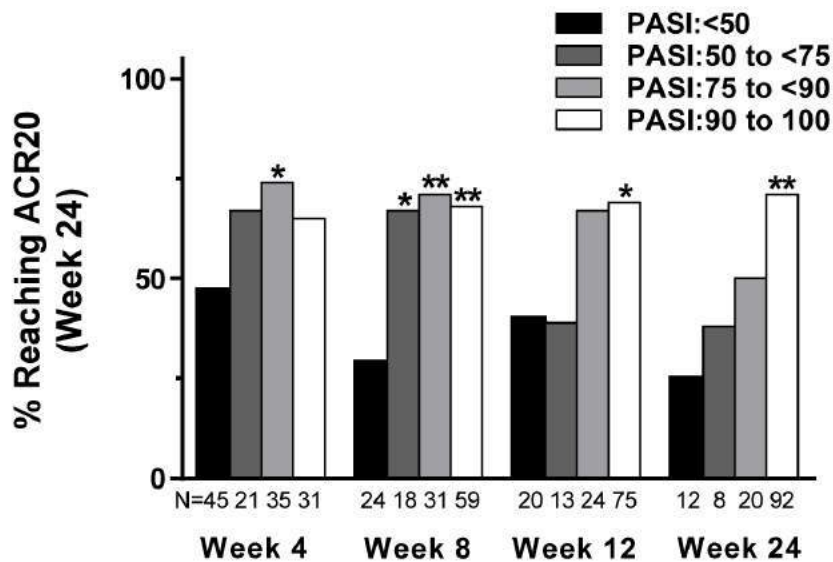 PASI:<50
PASI:50 to <75
PASI:75 to <90
PASI:90 to 100
% Reaching ACR20
(Week 24)
100
50
0
*
* ** **
*
**
N=45 21 35 31
24 18 31 59
20 13 24 75
12 8 20 92
Week 4
Week 8
Week 12
Week 24